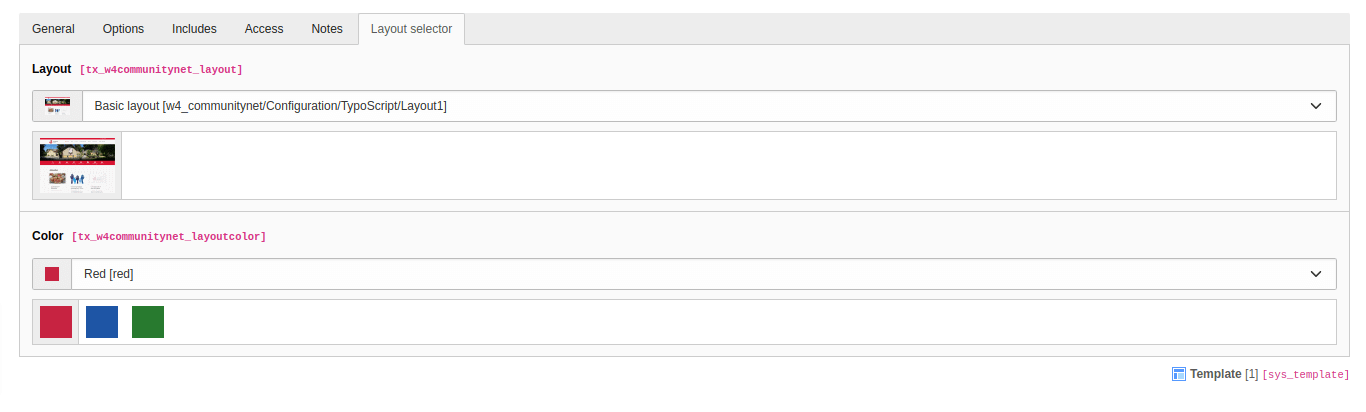 General Options Includes Access Notes Layout selector
Layout [tx_w4communitynet_layout]
Basic layout [w4_communitynet/Configuration/TypoScript/Layout1]
Color [tx_w4communitynet_layoutcolor]
Red [red]
Template [1] [sys_template]